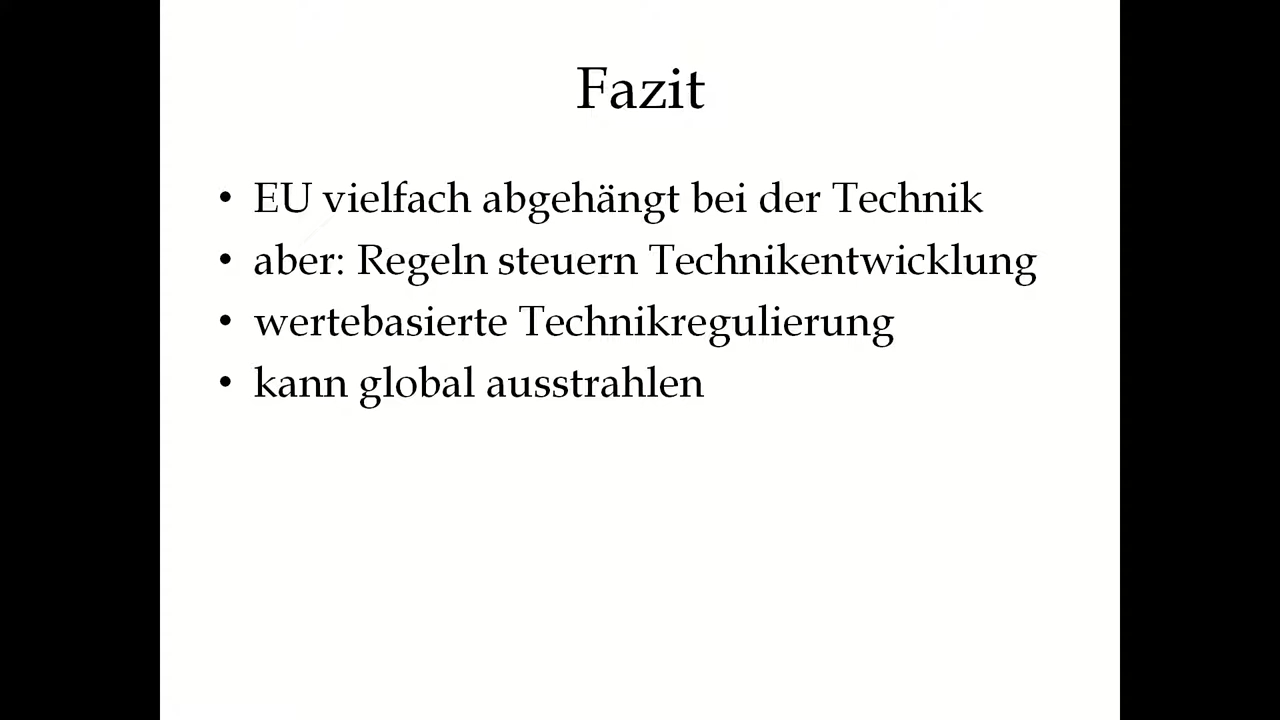 Fazit
• EU vielfach abgehängt bei der Technik
• aber: Regeln steuern Technikentwicklung
• wertebasierte Technikregulierung
• kann global ausstrahlen